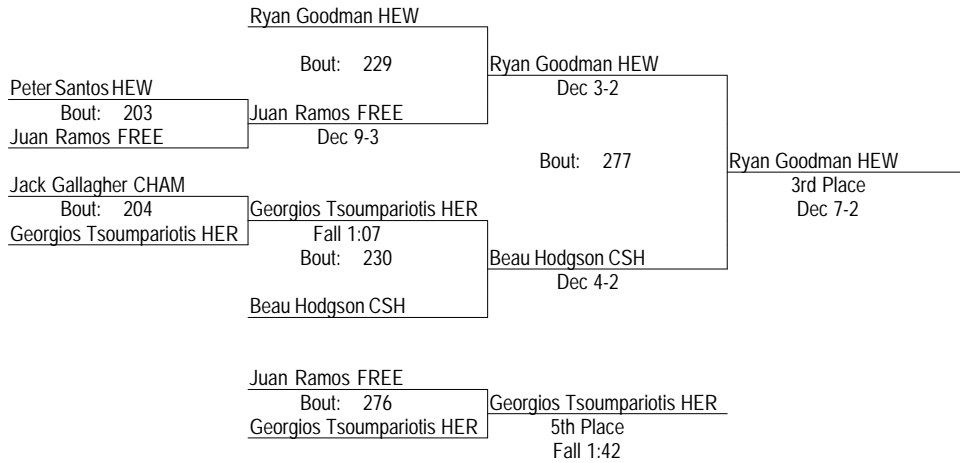 Ryan Goodman HEW
Bout: 229
Ryan Goodman HEW
Dec 3-2
Peter Santos HEW
Bout: 203
Juan Ramos FREE
Juan Ramos FREE
Dec 9-3
Bout: 277
Ryan Goodman HEW
3rd Place
Dec 7-2
Jack Gallagher CHAM
Bout: 204
Georgios Tsoumpariotis HER
Georgios Tsoumpariotis HER
Fall 1:07
Bout: 230
Beau Hodgson CSH
Dec 4-2
Beau Hodgson CSH
Juan Ramos FREE
Bout: 276
Georgios Tsoumpariotis HER
Georgios Tsoumpariotis HER
5th Place
Fall 1:42